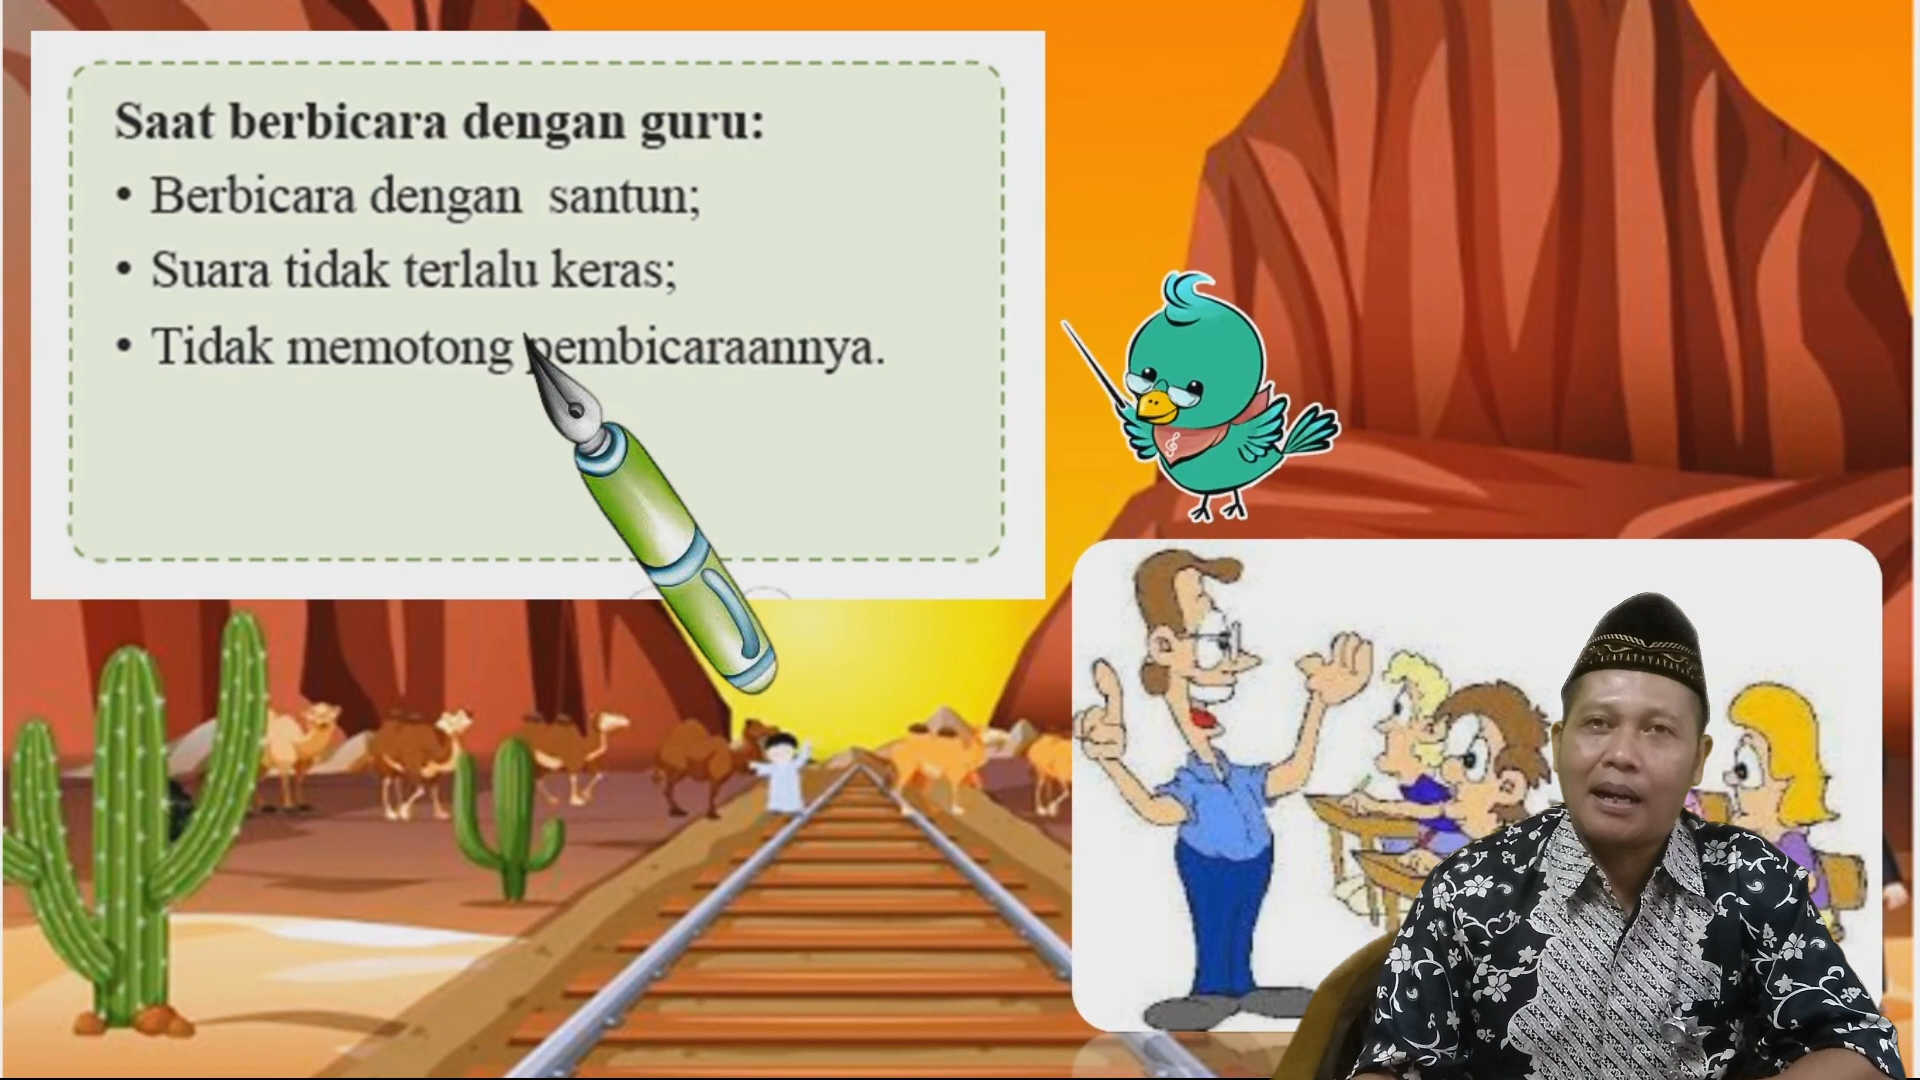 Saat berbicara dengan guru:
• Berbicara dengan santun;
• Suara tidak terlalu keras;
• Tidak memotong pembicaraannya.